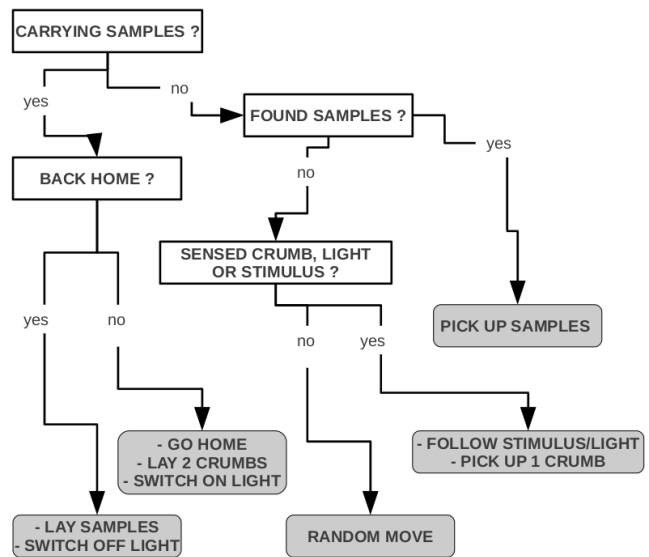 CARRYING SAMPLES ?
no
yes
FOUND SAMPLES ?
yes
BACK HOME ?
no
SENSED CRUMB, LIGHT
OR STIMULUS ?
yes
no
no
yes
PICK UP SAMPLES
- GO HOME
- LAY 2 CRUMBS
- SWITCH ON LIGHT
- FOLLOW STIMULUS/LIGHT
- PICK UP 1 CRUMB
- LAY SAMPLES
- SWITCH OFF LIGHT
RANDOM MOVE